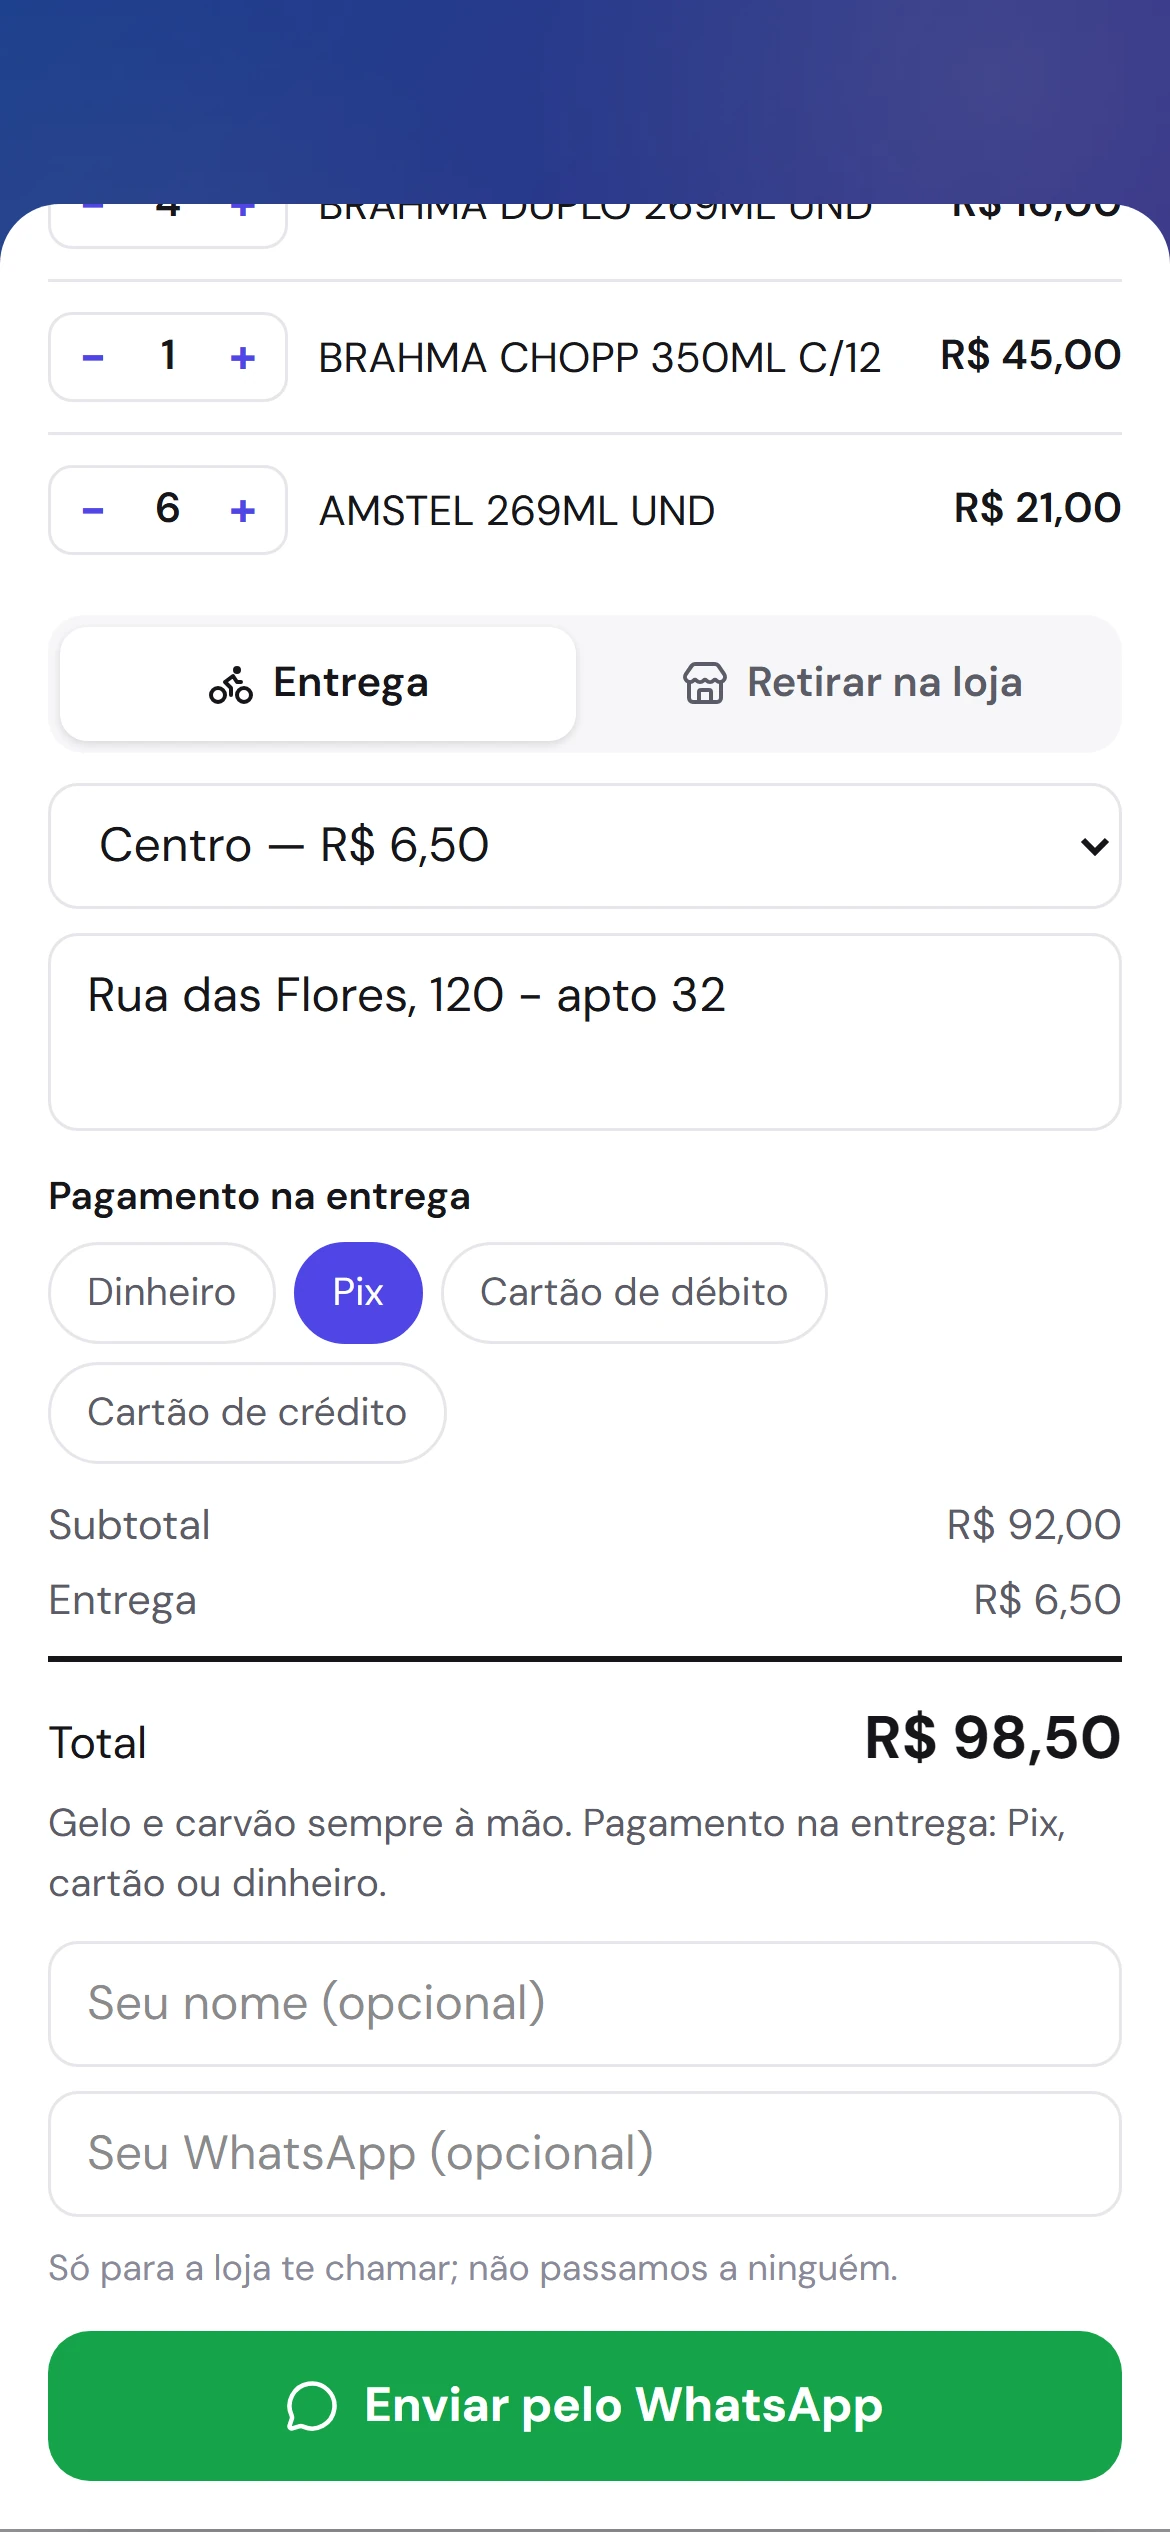 − 4 + BRAHMA DUPLO 269ML UND R$ 16,00
− 1 + BRAHMA CHOPP 350ML C/12 R$ 45,00
− 6 + AMSTEL 269ML UND R$ 21,00
Entrega Retirar na loja
Centro — R$ 6,50
Rua das Flores, 120 - apto 32
Pagamento na entrega
Dinheiro Pix Cartão de débito
Cartão de crédito
Subtotal R$ 92,00
Entrega R$ 6,50
Total R$ 98,50
Gelo e carvão sempre à mão. Pagamento na entrega: Pix,
cartão ou dinheiro.
Seu nome (opcional)
Seu WhatsApp (opcional)
Só para a loja te chamar; não passamos a ninguém.
Enviar pelo WhatsApp